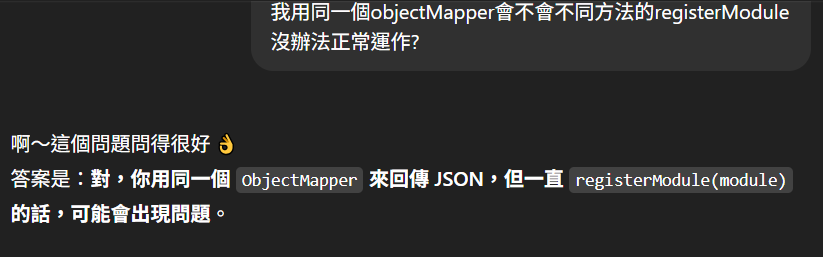 我用同一個objectMapper會不會不同方法的registerModule
沒辦法正常運作?
啊～這個問題問得很好 👌
答案是：對，你用同一個 ObjectMapper 來回傳 JSON，但一直 registerModule(module)
的話，可能會出現問題。